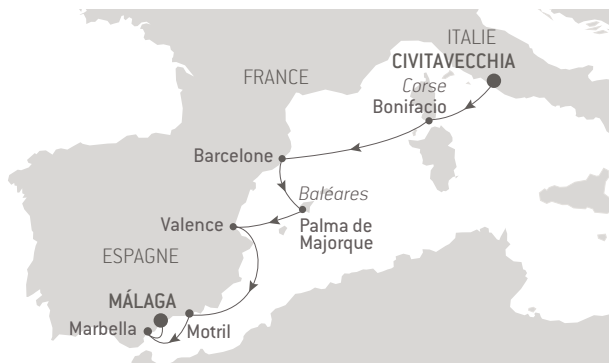 ITALIE
CIVITAVECCHIA
FRANCE
Corse
Bonifacio
Barcelone
Baléares
Valence
Palma de
Majorque
ESPAGNE
MÁLAGA
Marbella
Motril